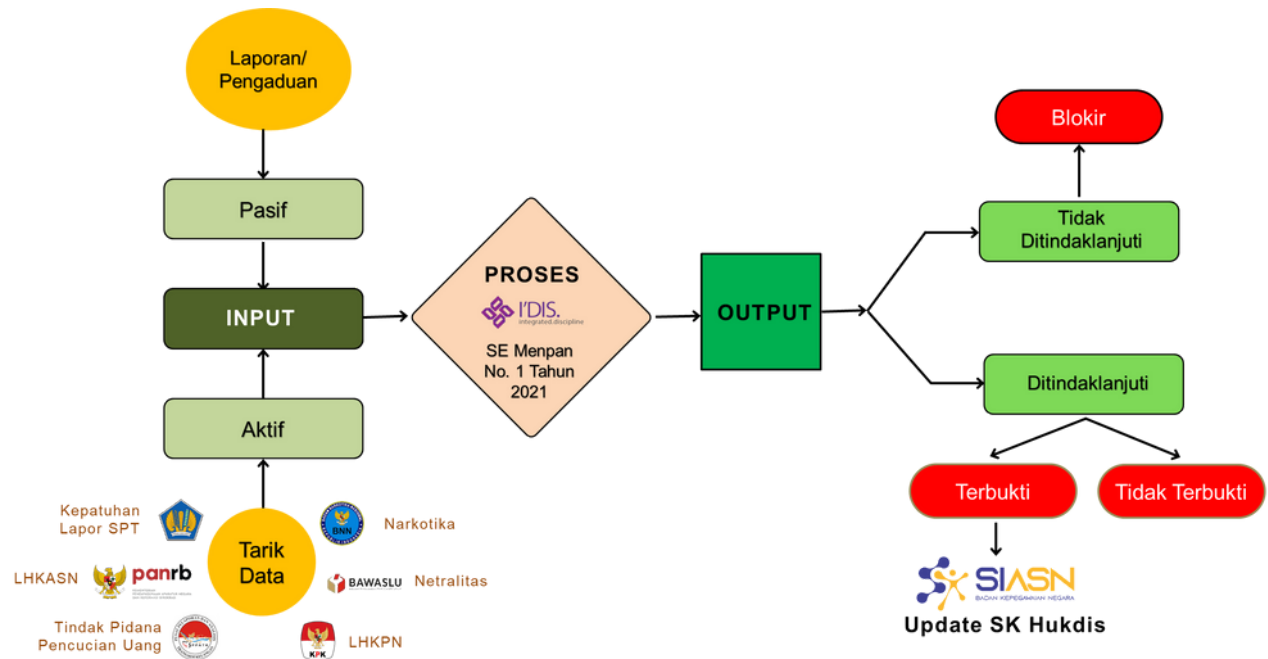 Laporan/
Pengaduan
Pasif
INPUT
Aktif
Tarik
Data
Kepatuhan
Lapor SPT
LHKASN
panrb
Tindak Pidana
Pencucian Uang
BNN
Narkotika
BAWASLU
Netralitas
KPK
LHKPN
PROSES
I'DIS.
integrated.discipline
SE Menpan
No. 1 Tahun
2021
OUTPUT
Blokir
Tidak
Ditindaklanjuti
Ditindaklanjuti
Terbukti
Tidak Terbukti
SIASN
BADAN KEPEGAWAIAN NEGARA
Update SK Hukdis